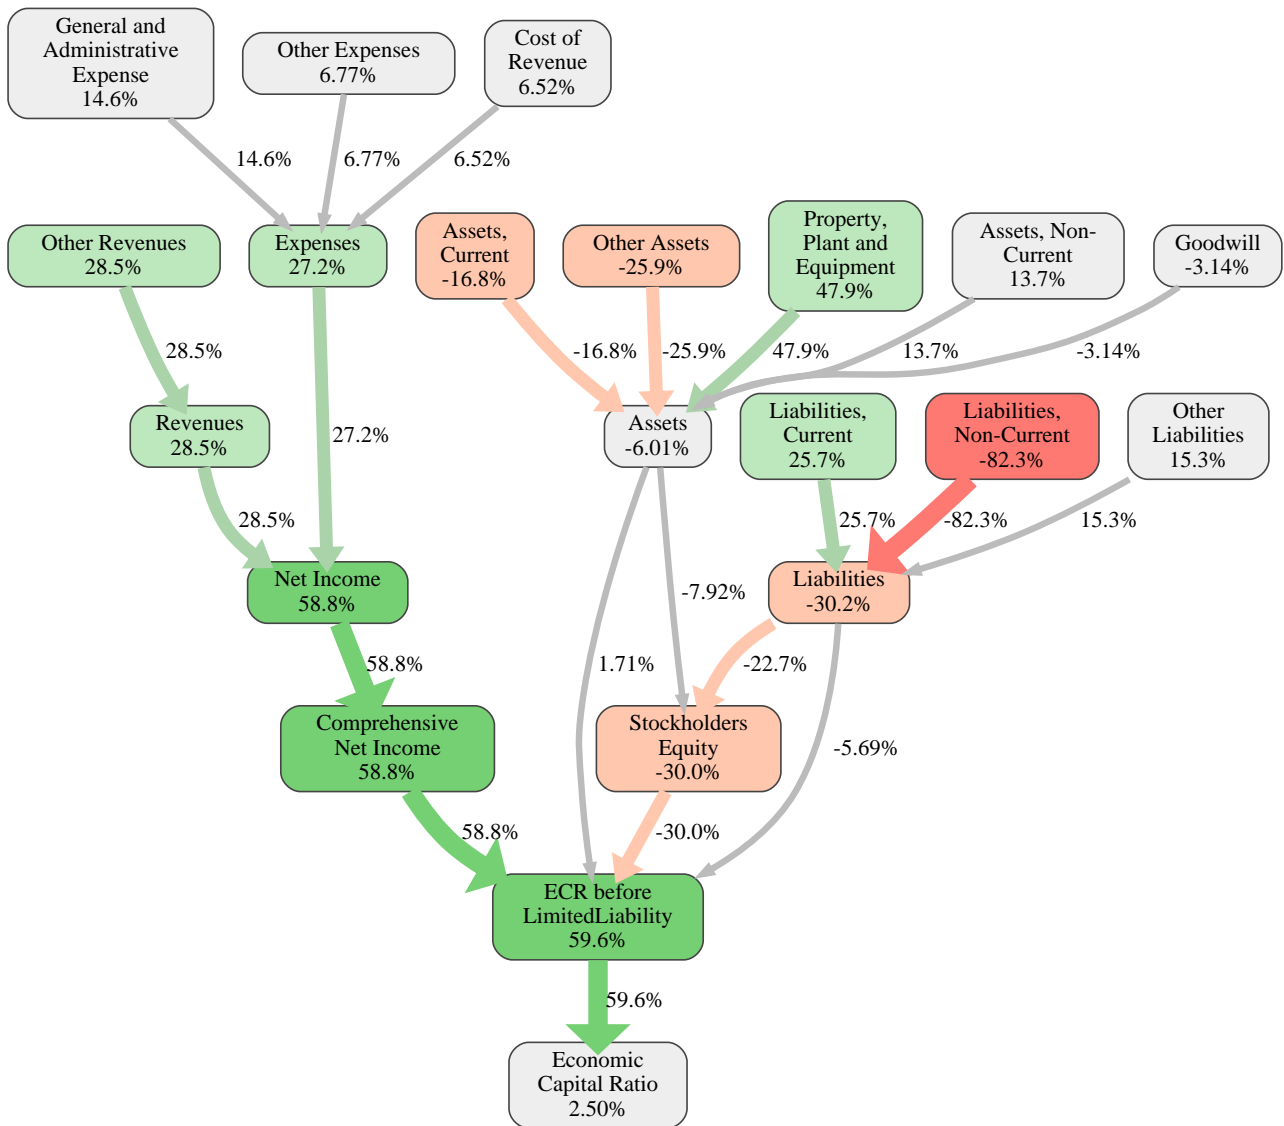 General and
Administrative
Expense
14.6%
Other Expenses
6.77%
Cost of
Revenue
6.52%
14.6%
6.77%
6.52%
Other Revenues
28.5%
Expenses
27.2%
Assets,
Current
-16.8%
Other Assets
-25.9%
Property,
Plant and
Equipment
47.9%
Assets, Non-
Current
13.7%
Goodwill
-3.14%
28.5%
-16.8%
-25.9%
47.9%
13.7%
-3.14%
Revenues
28.5%
27.2%
Assets
-6.01%
Liabilities,
Current
25.7%
Liabilities,
Non-Current
-82.3%
Other
Liabilities
15.3%
28.5%
25.7%
-82.3%
15.3%
Net Income
58.8%
-7.92%
Liabilities
-30.2%
58.8%
1.71%
-22.7%
Comprehensive
Net Income
58.8%
Stockholders
Equity
-30.0%
-5.69%
58.8%
-30.0%
ECR before
LimitedLiability
59.6%
59.6%
Economic
Capital Ratio
2.50%